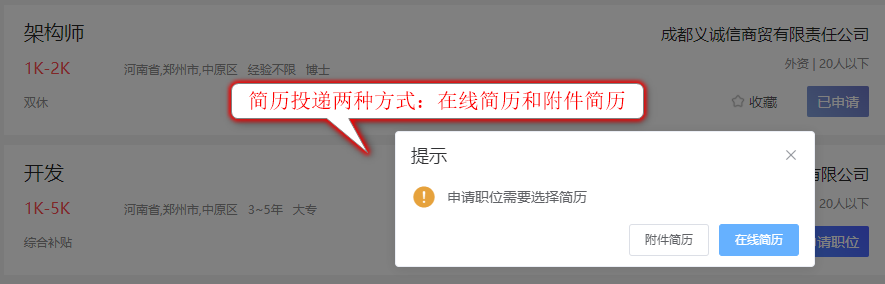 架构师
成都义诚信商贸有限责任公司
1K-2K
河南省,郑州市,中原区 经验不限 博士
外资 | 20人以下
双休
收藏
已申请
简历投递两种方式：在线简历和附件简历
提示
申请职位需要选择简历
附件简历
在线简历
开发
有限公司
1K-5K
河南省,郑州市,中原区 3~5年 大专
20人以下
综合补贴
请职位